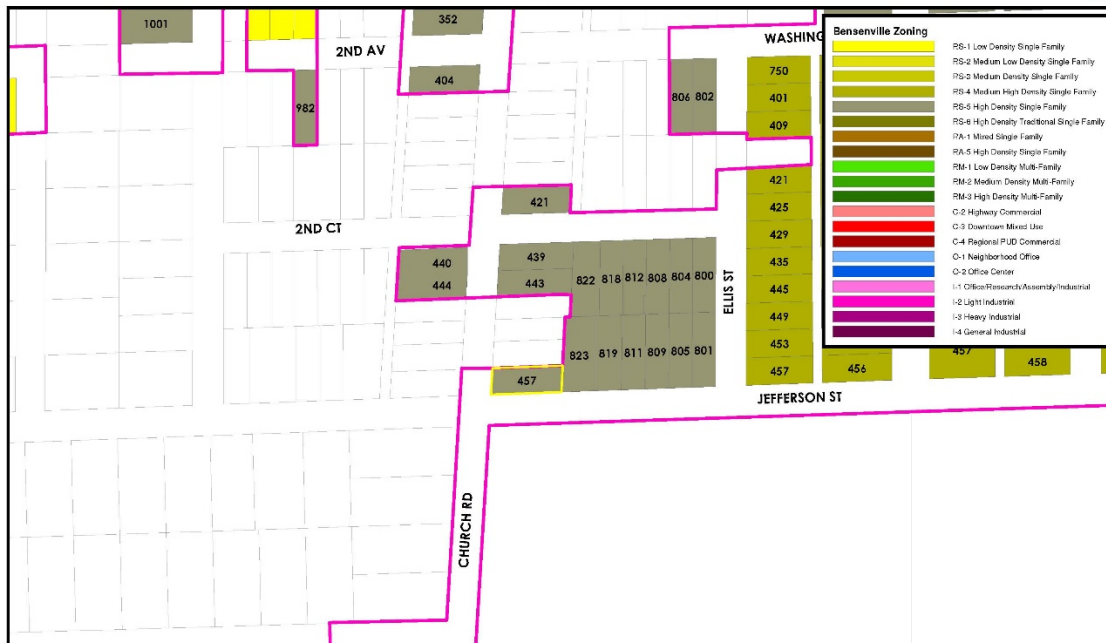 1001
352
2ND AV
WASHING
404
982
806 802
750
401
409
421
421
425
2ND CT
429
439
440
435
822 818 812 808 804 800
444
443
445
ELLIS ST
449
453
823 819 811 809 805 801
457
457
456
457
458
JEFFERSON ST
CHURCH RD
Bensenville Zoning
RS-1 Low Density Single Family
RS-2 Medium Low Density Single Family
RS-3 Medium Density Single Family
RS-4 Medium High Density Single Family
RS-5 High Density Single Family
RS-6 High Density Traditional Single Family
RA-1 Mixed Single Family
RA-5 High Density Single Family
RM-1 Low Density Multi-Family
RM-2 Medium Density Multi-Family
RM-3 High Density Multi-Family
C-2 Highway Commercial
C-3 Downtown Mixed Use
C-4 Regional PUD Commercial
O-1 Neighborhood Office
O-2 Office Center
I-1 Office/Research/Assembly/Industrial
I-2 Light Industrial
I-3 Heavy Industrial
I-4 General Industrial